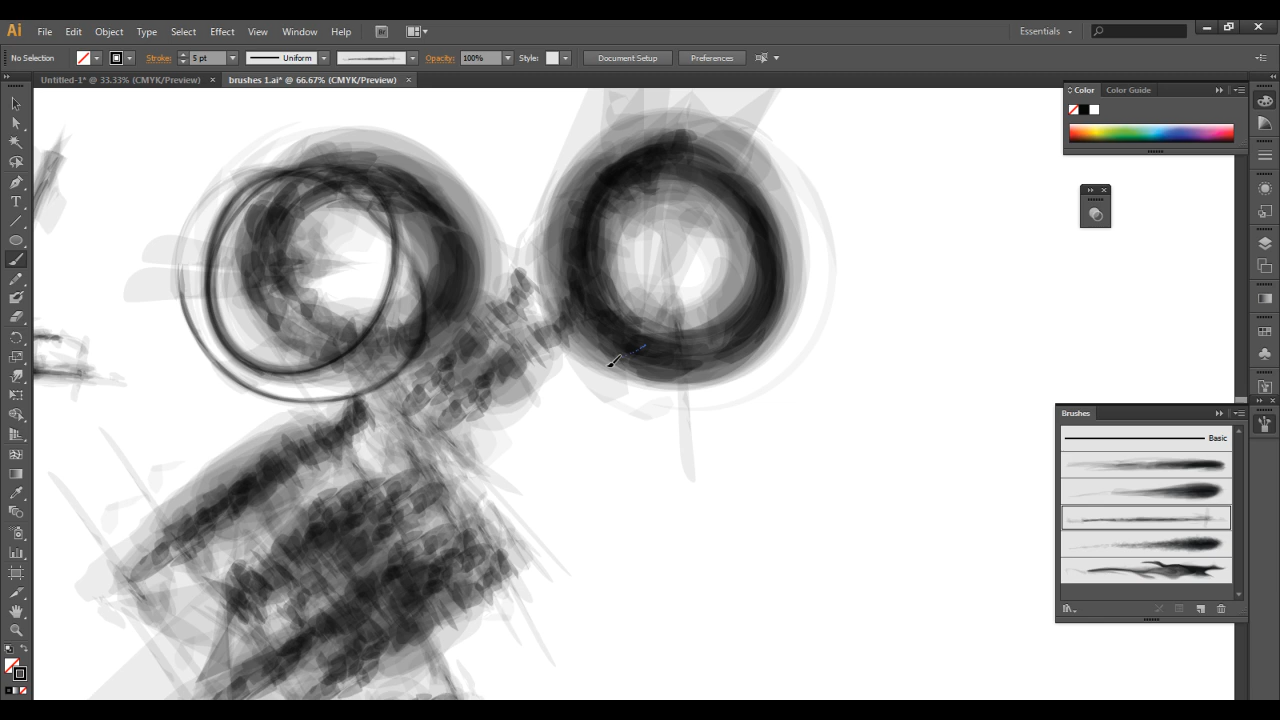 Ai File Edit Object Type Select Effect View Window Help Br Essentials
No Selection Stroke: 5 pt Uniform Opacity: 100% Style: Document Setup Preferences
Untitled-1* @ 33.33% (CMYK/Preview) × brushes 1.ai* @ 66.67% (CMYK/Preview) ×
Color Color Guide
Brushes
Basic